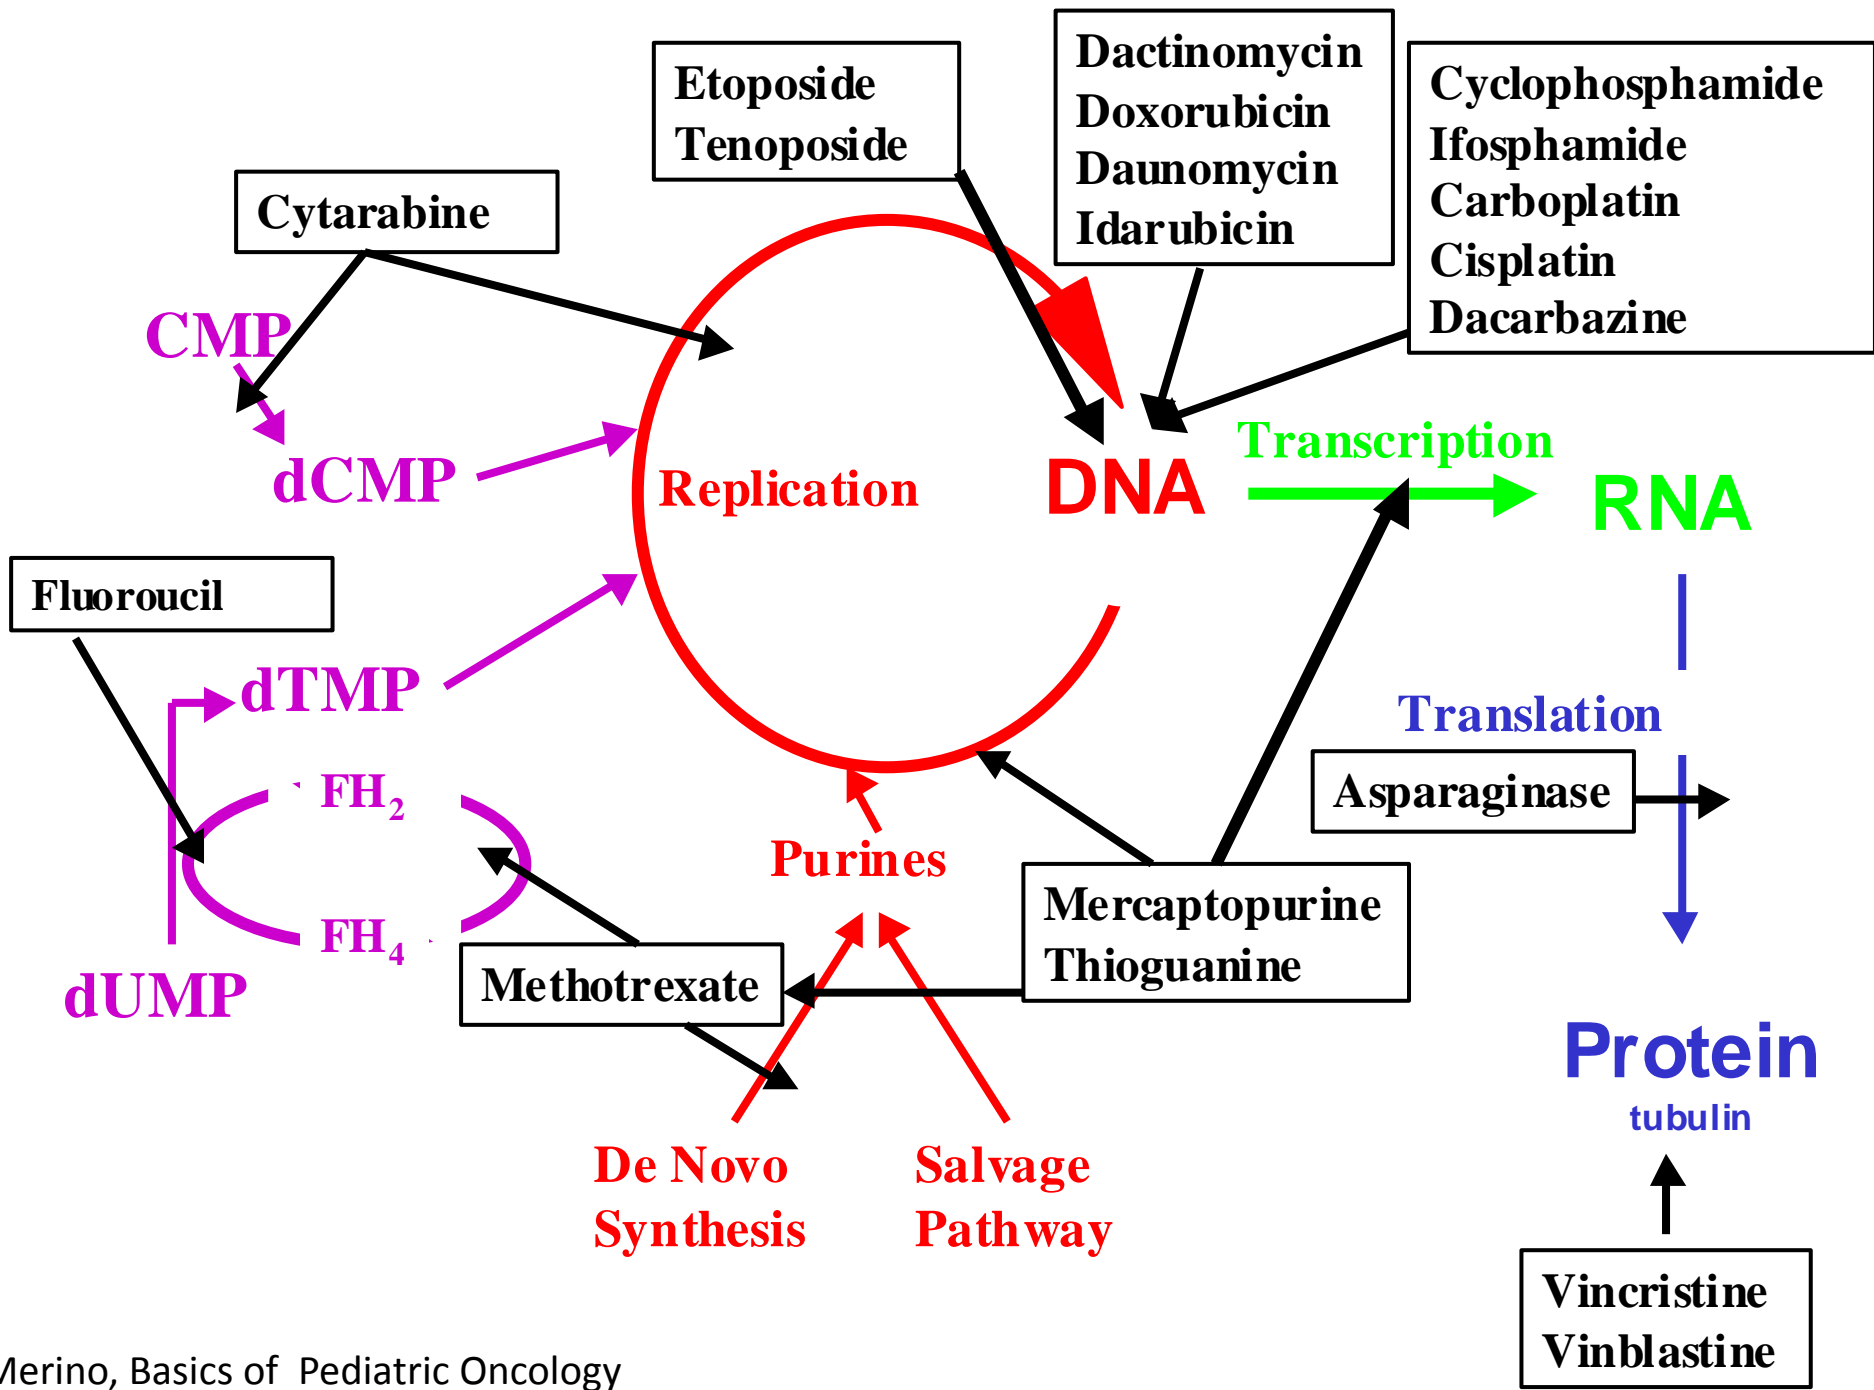 Etoposide
Tenoposide
Dactinomycin
Doxorubicin
Daunomycin
Idarubicin
Cyclophosphamide
Ifosphamide
Carboplatin
Cisplatin
Dacarbazine
Cytarabine
CMP
dCMP
Replication
DNA
Transcription
RNA
Fluoroucil
dTMP
Translation
FH2
Asparaginase
Purines
FH4
Mercaptopurine
Thioguanine
dUMP
Methotrexate
Protein
tubulin
De Novo
Synthesis
Salvage
Pathway
Vincristine
Vinblastine
Merino, Basics of  Pediatric Oncology